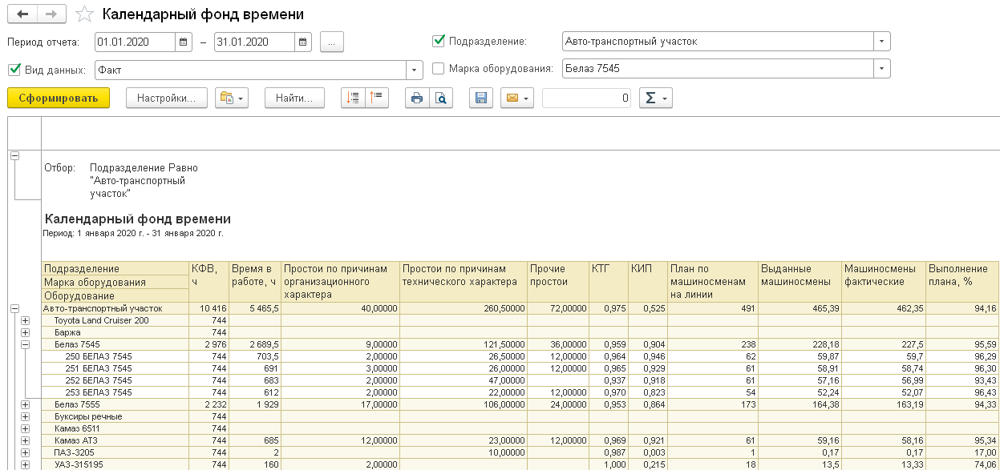 Календарный фонд времени
Период отчета: 01.01.2020 – 31.01.2020 ... Подразделение: Авто-транспортный участок
Вид данных: Факт Марка оборудования: Белаз 7545
Сформировать Настройки... Найти... 0 Σ
Отбор: Подразделение Равно
"Авто-транспортный
участок"
Календарный фонд времени
Период: 1 января 2020 г. - 31 января 2020 г.
Подразделение КФВ, Время в Простои по причинам Простои по причинам Прочие КТГ КИП План по Выданные Машиносмены Выполнение
Марка оборудования ч работе, ч организационного технического характера простои машиносменам машиносмены фактические плана, %
Оборудование характера на линии
Авто-транспортный участок 10 416 5 465,5 40,00000 260,50000 72,00000 0,975 0,525 491 465,39 462,35 94,16
Toyota Land Cruiser 200 744
Баржа 744
Белаз 7545 2 976 2 689,5 9,00000 121,50000 36,00000 0,959 0,904 238 228,18 227,5 95,59
250 БЕЛАЗ 7545 744 703,5 2,00000 26,50000 12,00000 0,964 0,946 62 59,87 59,7 96,29
251 БЕЛАЗ 7545 744 691 3,00000 26,00000 12,00000 0,965 0,929 61 58,91 58,74 96,30
252 БЕЛАЗ 7545 744 683 2,00000 47,00000 0,937 0,918 61 57,16 56,99 93,43
253 БЕЛАЗ 7545 744 612 2,00000 22,00000 12,00000 0,970 0,823 54 52,24 52,07 96,43
Белаз 7555 2 232 1 929 17,00000 106,00000 24,00000 0,953 0,864 173 164,38 163,19 94,33
Буксиры речные 744
Камаз 6511 744
Камаз АТЗ 744 685 12,00000 23,00000 12,00000 0,969 0,921 61 59,16 58,16 95,34
ПАЗ-3205 744 2 10,00000 0,987 0,003 1 0,17 0,17 17,00
УАЗ-315195 744 160 2,00000 1,000 0,215 18 13,5 13,33 74,06